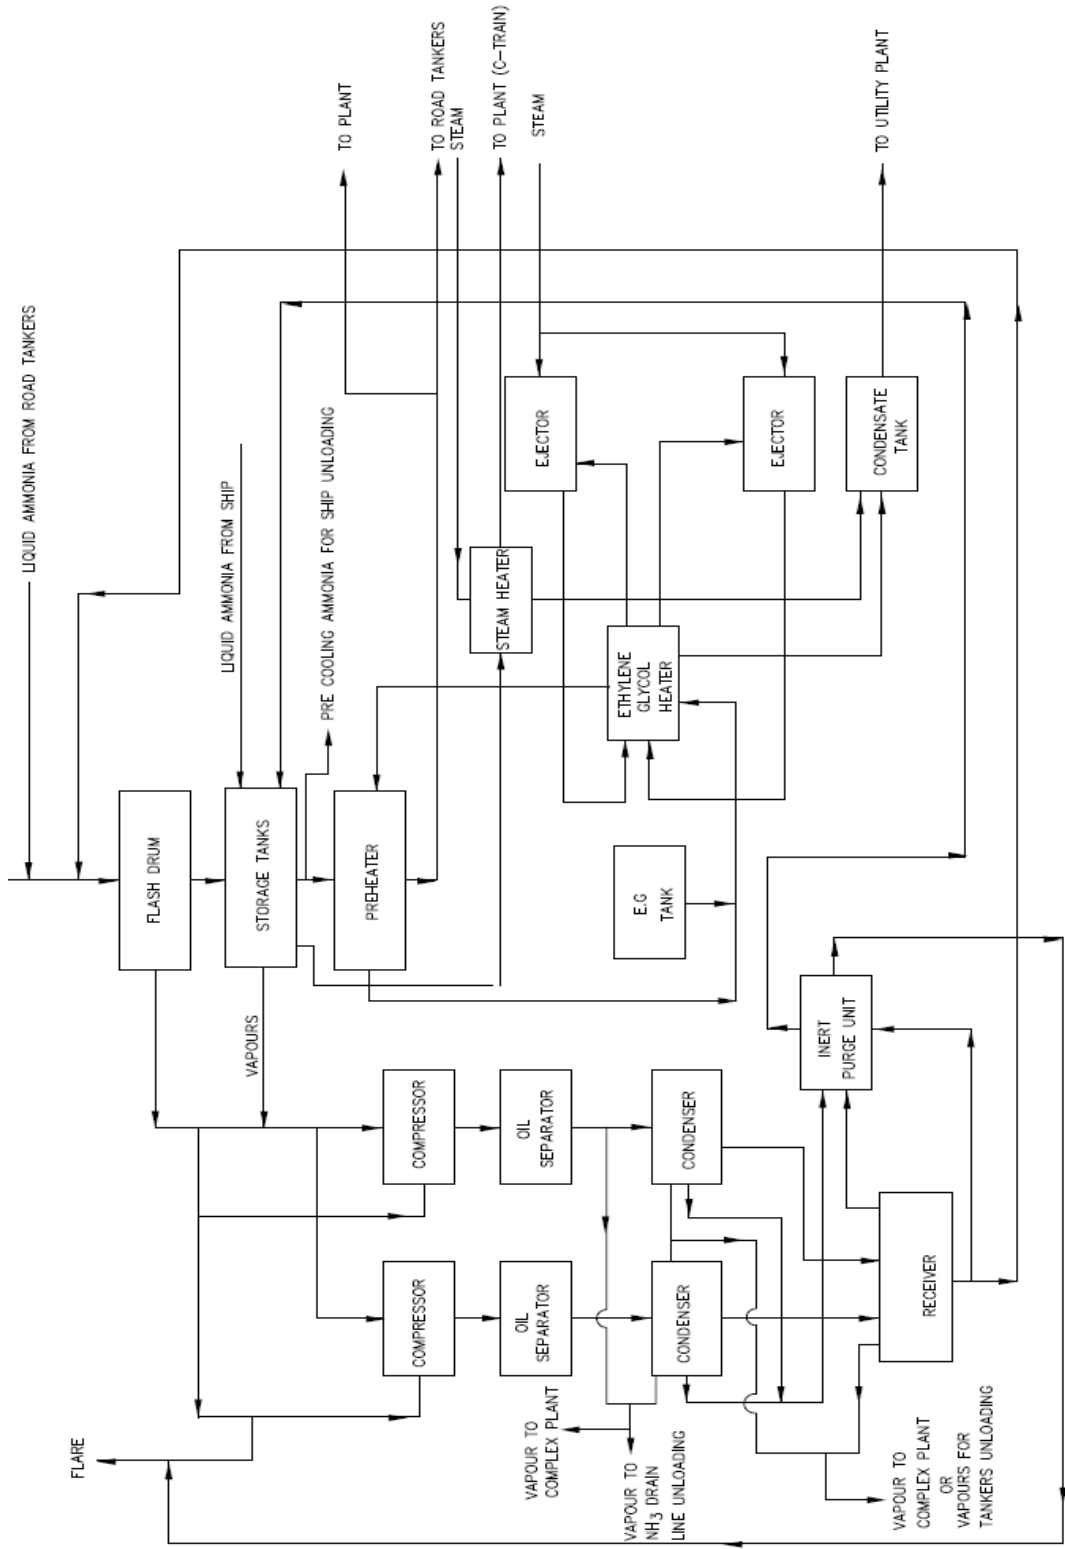 LIQUID AMMONIA FROM ROAD TANKERS
LIQUID AMMONIA FROM SHIP
PRE COOLING AMMONIA FOR SHIP UNLOADING
TO PLANT
TO ROAD TANKERS
STEAM
TO PLANT (C-TRAIN)
STEAM
TO UTILITY PLANT
FLASH DRUM
STORAGE TANKS
PREHEATER
STEAM HEATER
EJECTOR
EJECTOR
CONDENSATE
TANK
ETHYLENE
GLYCOL
HEATER
E.G
TANK
VAPOURS
COMPRESSOR
OIL
SEPARATOR
CONDENSER
INERT
PURGE UNIT
COMPRESSOR
OIL
SEPARATOR
CONDENSER
RECEIVER
FLARE
VAPOUR TO
COMPLEX PLANT
VAPOUR TO
NH3 DRAIN
LINE UNLOADING
VAPOUR TO
COMPLEX PLANT
OR
VAPOURS FOR
TANKERS UNLOADING